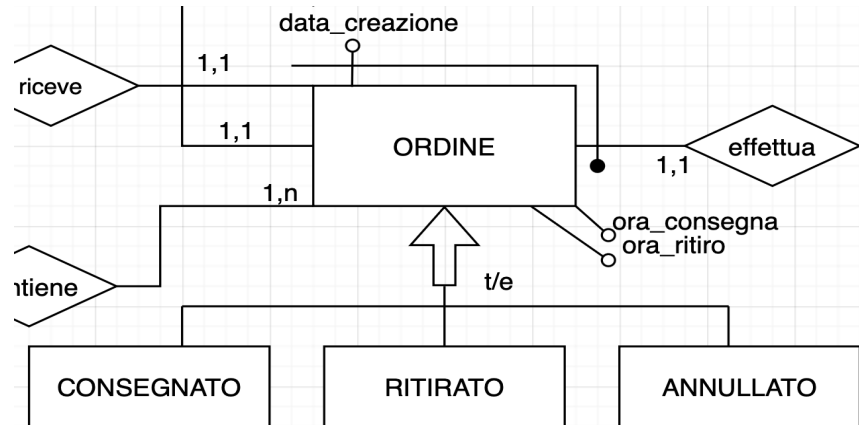 data_creazione
1,1
riceve
1,1
ORDINE
effettua
1,1
1,n
ora_consegna
ora_ritiro
ntiene
t/e
CONSEGNATO
RITIRATO
ANNULLATO